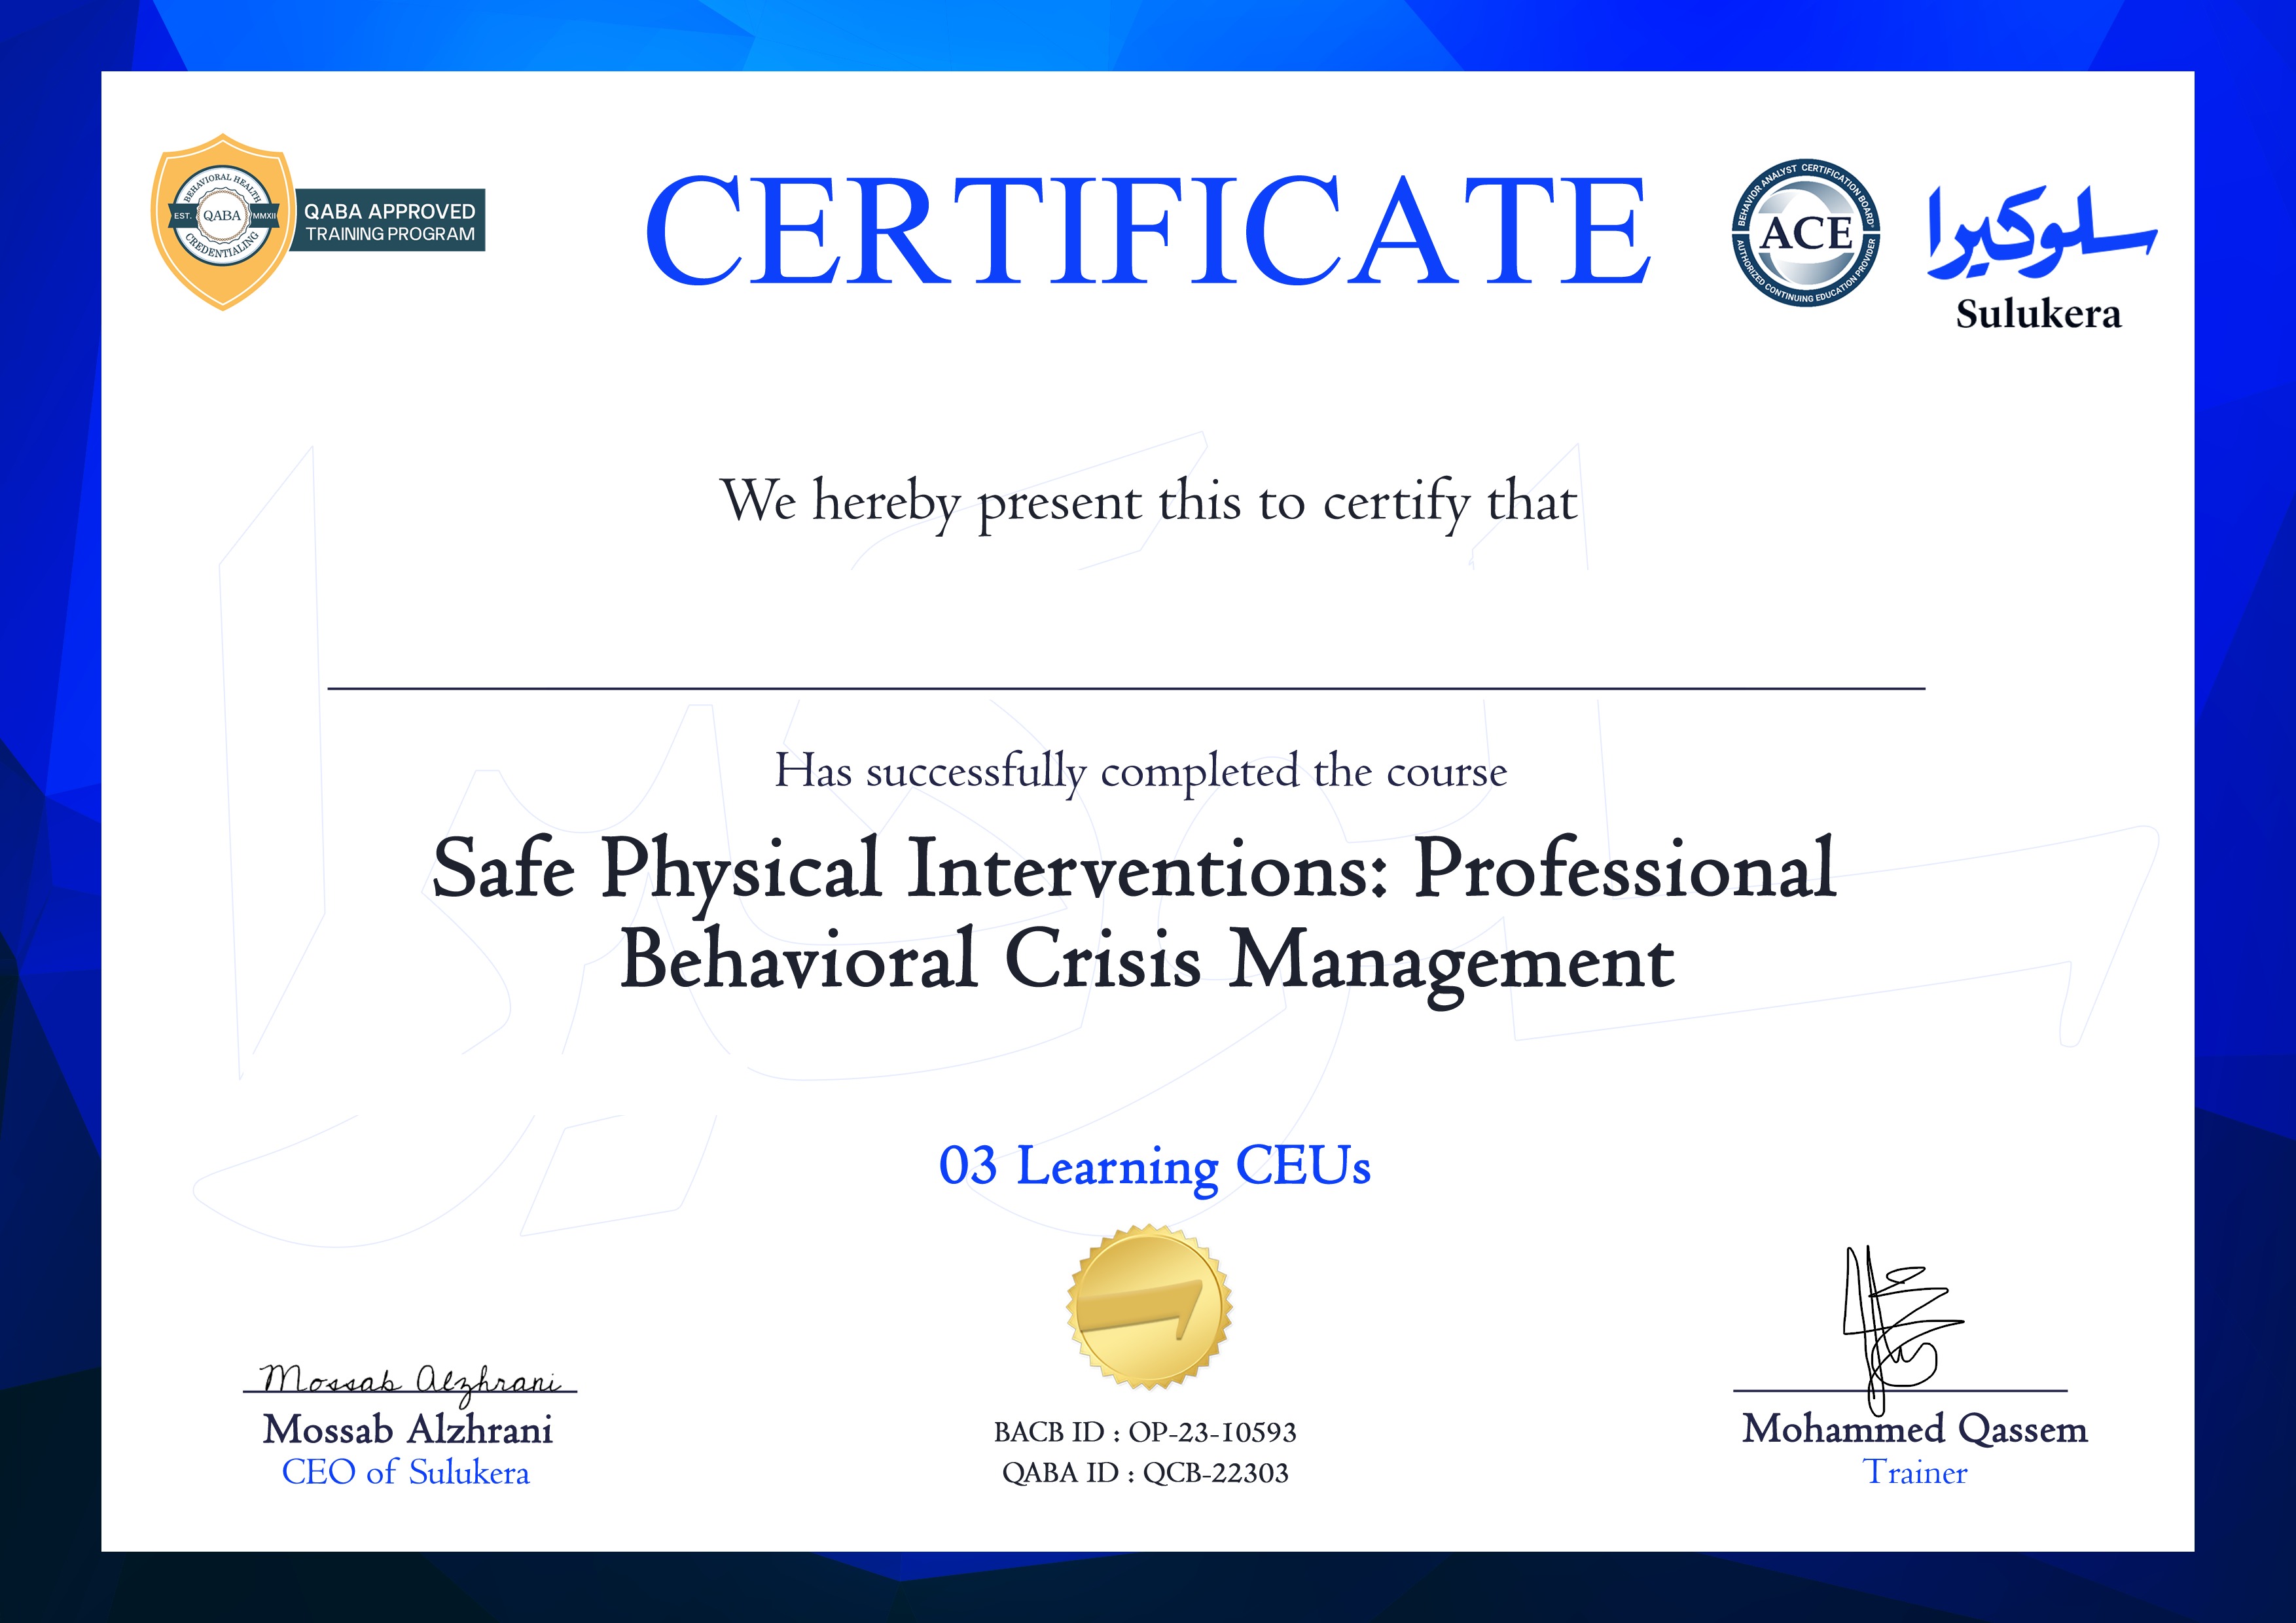 BEHAVIORAL HEALTH
EST. QABA MMXII
CREDENTIALING
QABA APPROVED
TRAINING PROGRAM
CERTIFICATE
BEHAVIOR ANALYST CERTIFICATION BOARD®
ACE
AUTHORIZED CONTINUING EDUCATION PROVIDER
سلوكيرا
Sulukera
We hereby present this to certify that
Has successfully completed the course
Safe Physical Interventions: Professional
Behavioral Crisis Management
03 Learning CEUs
Mossab Alzhrani
Mossab Alzhrani
CEO of Sulukera
BACB ID : OP-23-10593
QABA ID : QCB-22303
Mohammed Qassem
Trainer